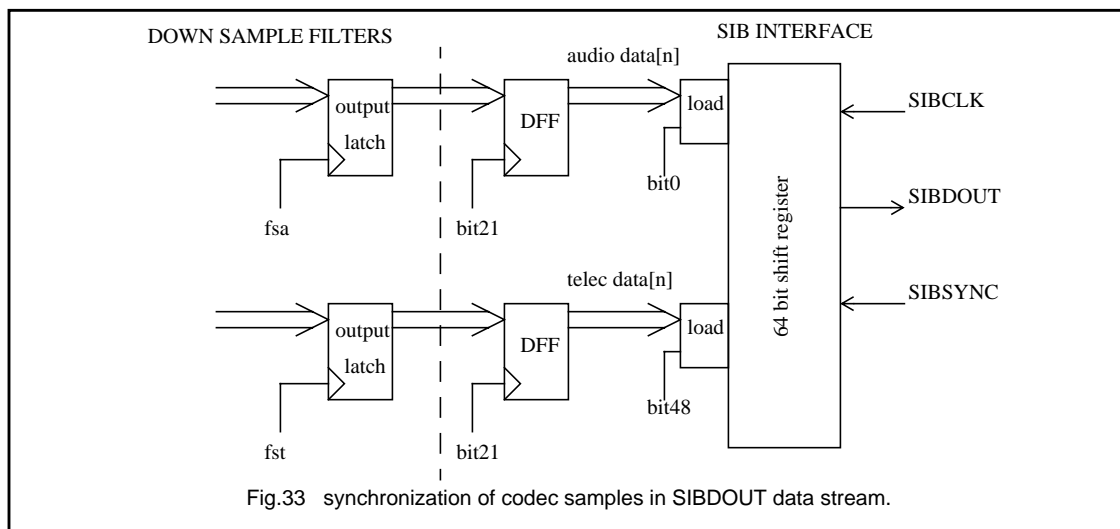 DOWN SAMPLE FILTERS
SIB INTERFACE
audio data[n]
output
latch
DFF
load
SIBCLK
bit0
fsa
bit21
SIBDOUT
64 bit shift register
telec data[n]
SIBSYNC
output
latch
DFF
load
bit48
fst
bit21
Fig.33 synchronization of codec samples in SIBDOUT data stream.